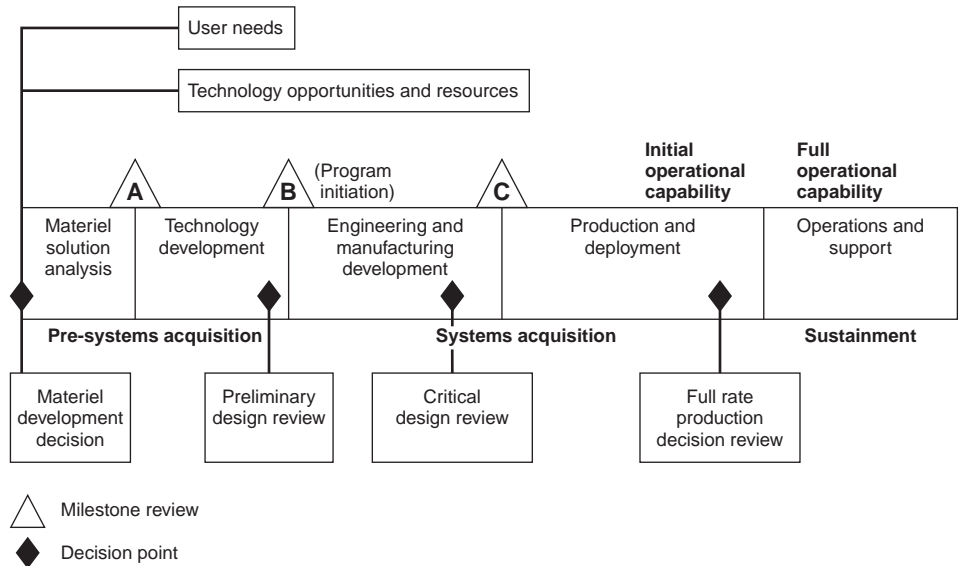 User needs
Technology opportunities and resources
A
B
(Program
initiation)
C
Initial
operational
capability
Full
operational
capability
Materiel
solution
analysis
Technology
development
Engineering and
manufacturing
development
Production and
deployment
Operations and
support
Pre-systems acquisition
Systems acquisition
Sustainment
Materiel
development
decision
Preliminary
design review
Critical
design review
Full rate
production
decision review
Milestone review
Decision point